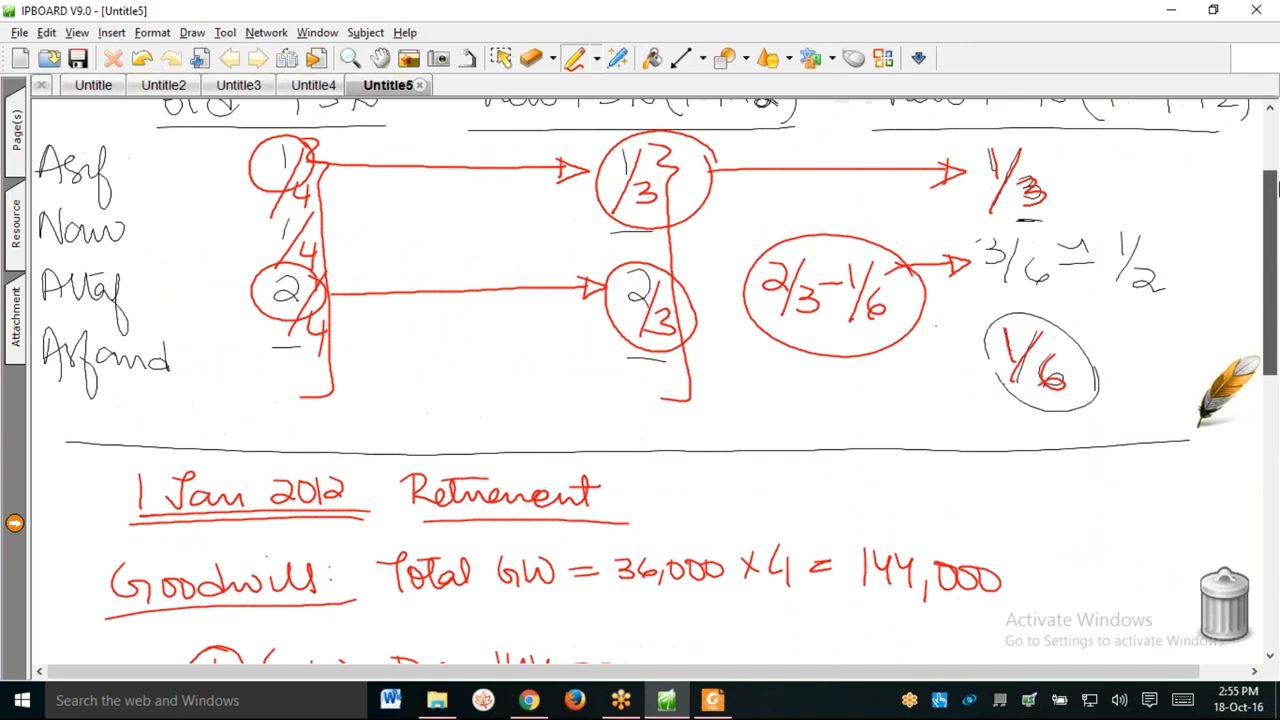 IPBOARD V9.0 - [Untitle5]
File Edit View Insert Format Draw Tool Network Window Subject Help
Untitle Untitle2 Untitle3 Untitle4 Untitle5
Page(s)
Resource
Attachment
Asif 1/4 1/3 1/3
1/4
2/4 2/3 2/3 - 1/6 3/6 = 1/2
1/6
1 Jan 2012 Retirement
Goodwill: Total GW = 36,000 x 4 = 144,000
Activate Windows
Go to Settings to activate Windows.
Search the web and Windows
2:55 PM
18-Oct-16